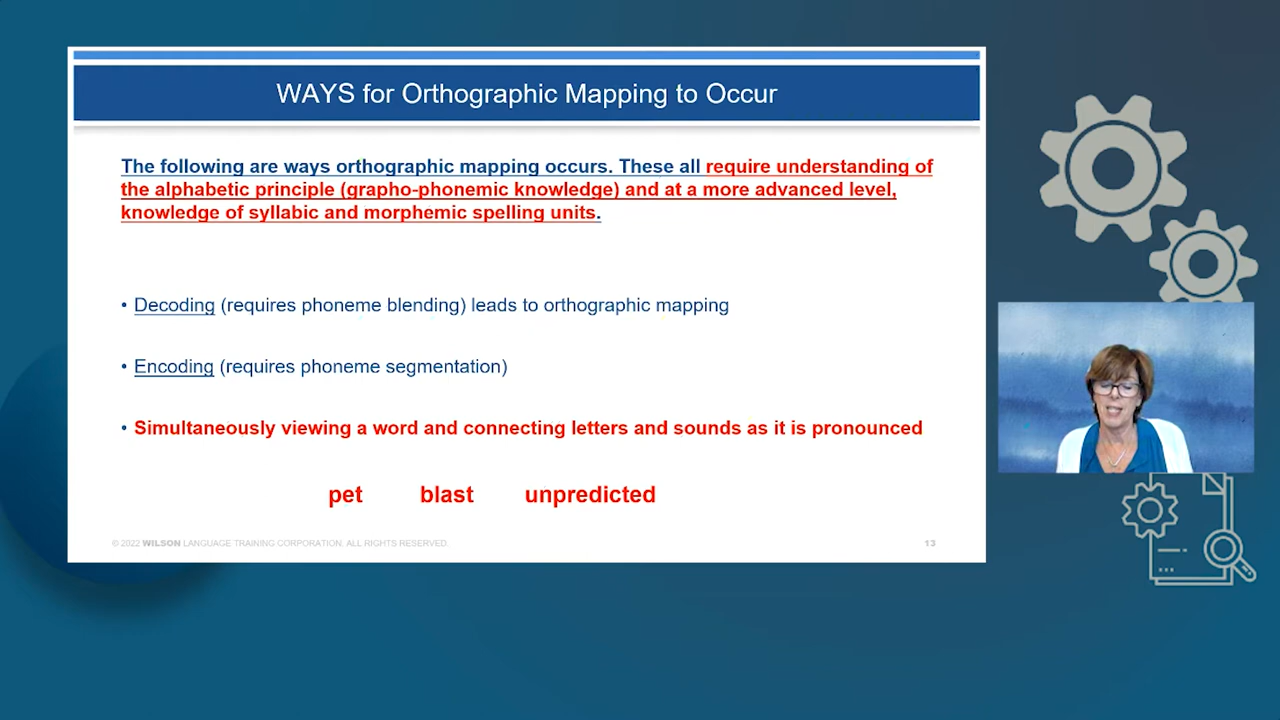 WAYS for Orthographic Mapping to Occur
The following are ways orthographic mapping occurs. These all require understanding of
the alphabetic principle (grapho-phonemic knowledge) and at a more advanced level,
knowledge of syllabic and morphemic spelling units.
• Decoding (requires phoneme blending) leads to orthographic mapping
• Encoding (requires phoneme segmentation)
• Simultaneously viewing a word and connecting letters and sounds as it is pronounced
pet blast unpredicted
© 2022 WILSON LANGUAGE TRAINING CORPORATION. ALL RIGHTS RESERVED. 13